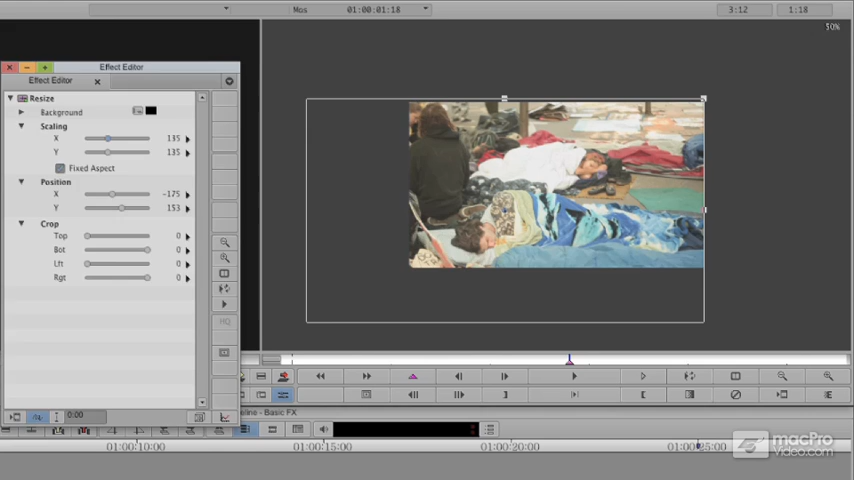 Mos 01:00:01:18 3:12 1:18
50%
Effect Editor
Effect Editor
Resize
Background
Scaling
X 135
Y 135
Fixed Aspect
Position
X -175
Y 153
Crop
Top 0
Bot 0
Lft 0
Rgt 0
HQ
0:00
eline - Basic FX
01:00:10:00 01:00:15:00 01:00:20:00 01:00:25:00
macPro
Video.com